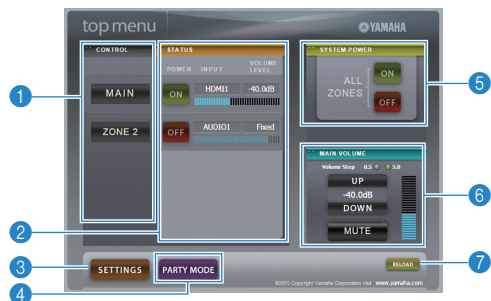 top menu
YAMAHA
CONTROL
STATUS
SYSTEM POWER
POWER INPUT VOLUME LEVEL
MAIN
ON
HDMI1
-40.0dB
ALL ZONES
ON
OFF
ZONE 2
OFF
AUDIO1
Fixed
MAIN VOLUME
Volume Step 0.5 5.0
UP
-40.0dB
DOWN
MUTE
SETTINGS
PARTY MODE
RELOAD
©2015 Copyright Yamaha Corporation Visit www.yamaha.com
1
2
3
4
5
6
7